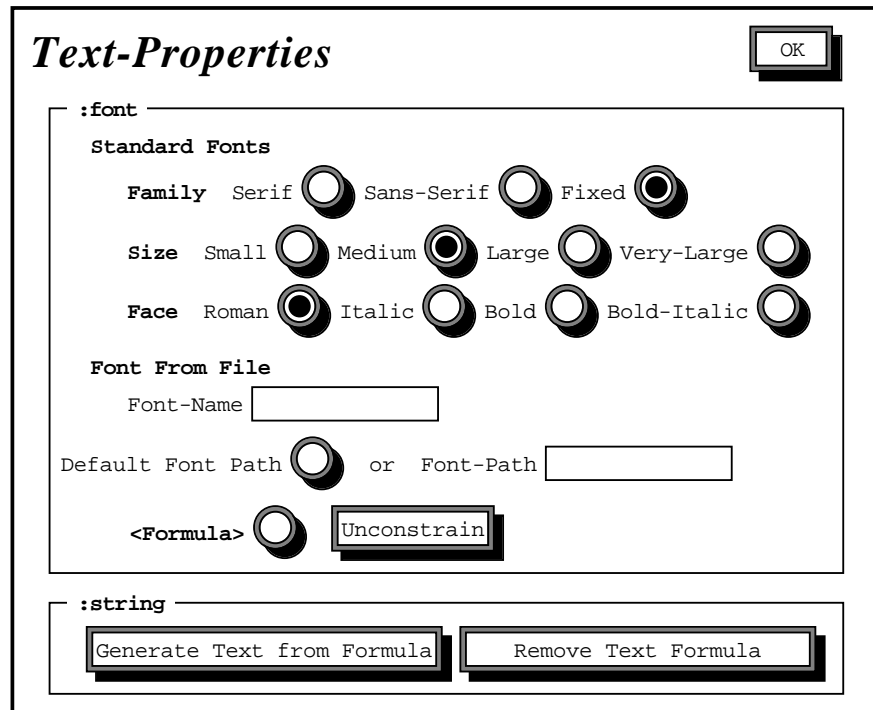 Text-Properties OK
:font
Standard Fonts
Family Serif Sans-Serif Fixed
Size Small Medium Large Very-Large
Face Roman Italic Bold Bold-Italic
Font From File
Font-Name
Default Font Path or Font-Path
<Formula> Unconstrain
:string
Generate Text from Formula Remove Text Formula